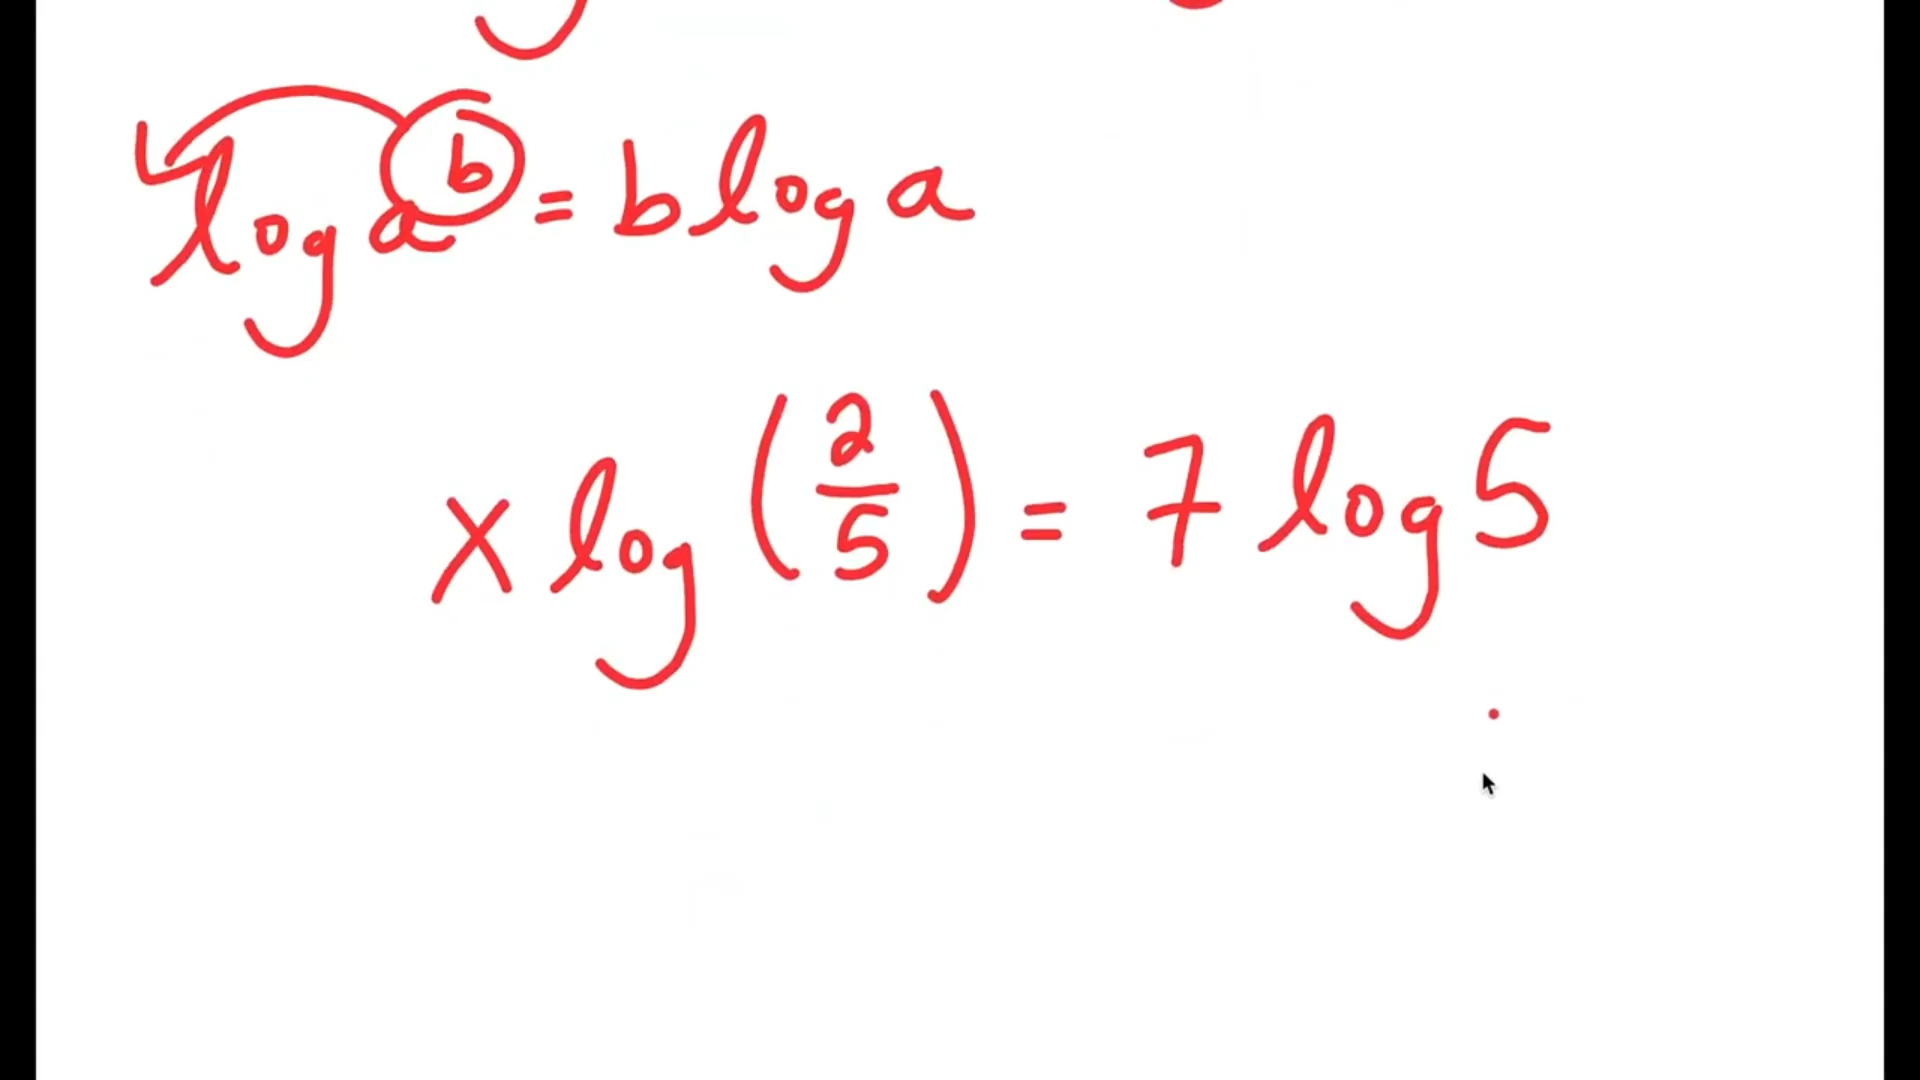 log a^b = b log a
x log (2/5) = 7 log 5